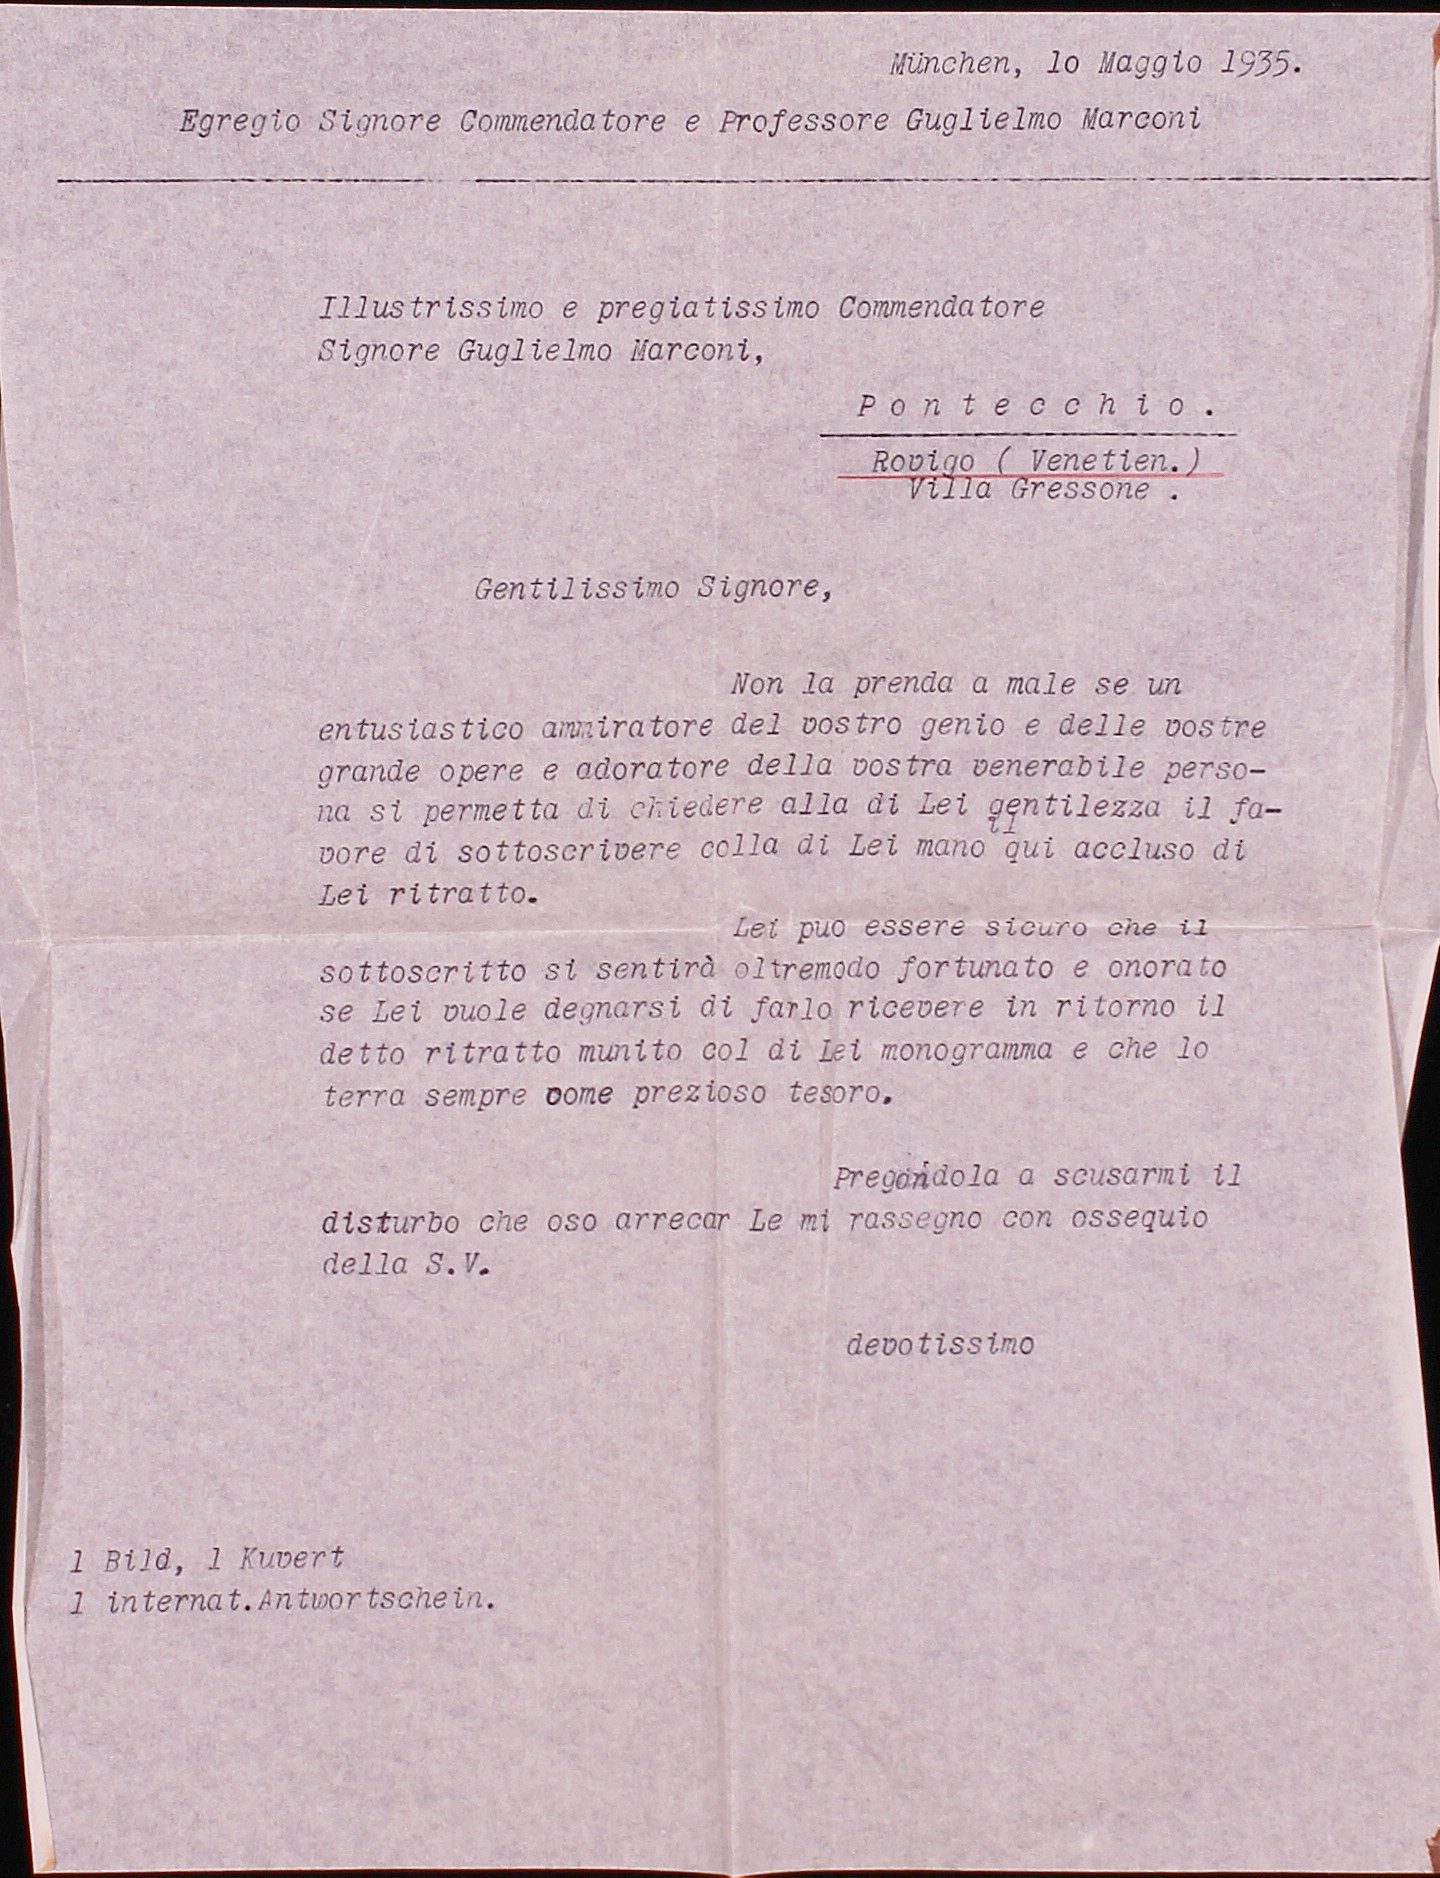 München, lo Maggio 1935.
Egregio Signore Commendatore e Professore Guglielmo Marconi
Illustrissimo e pregiatissimo Commendatore
Signore Guglielmo Marconi,
P o n t e c c h i o .
Rovigo ( Venetien.)
Villa Gressone .
Gentilissimo Signore,
Non la prenda a male se un
entusiastico ammiratore del vostro genio e delle vostre
grande opere e adoratore della vostra venerabile perso-
na si permetta di chiedere alla di Lei gentilezza il fa-
il
vore di sottoscrivere colla di Lei mano qui accluso di
Lei ritratto.
Lei puo essere sicuro che il
sottoscritto si sentirà oltremodo fortunato e onorato
se Lei vuole degnarsi di farlo ricevere in ritorno il
detto ritratto munito col di Lei monogramma e che lo
terra sempre come prezioso tesoro.
Pregandola a scusarmi il
disturbo che oso arrecar Le mi rassegno con ossequio
della S.V.
devotissimo
1 Bild, 1 Kuvert
1 internat.Antwortschein.